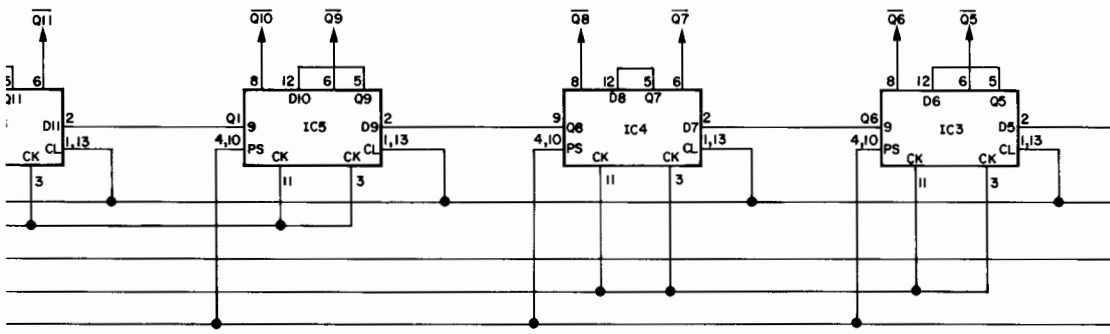 Q11 Q10 Q9 Q8 Q7 Q6 Q5
5 6 8 12 6 5 8 12 5 6 8 12 6 5
Q11 D10 Q9 D8 Q7 D6 Q5
D11 2 Q1 9 IC5 D9 2 9 Q8 IC4 D7 2 Q6 9 IC3 D5 2
CL 1,13 4,10 PS CL 1,13 4,10 PS CL 1,13 4,10 PS CL 1,13
CK CK CK CK CK CK CK
3 11 3 11 3 11 3